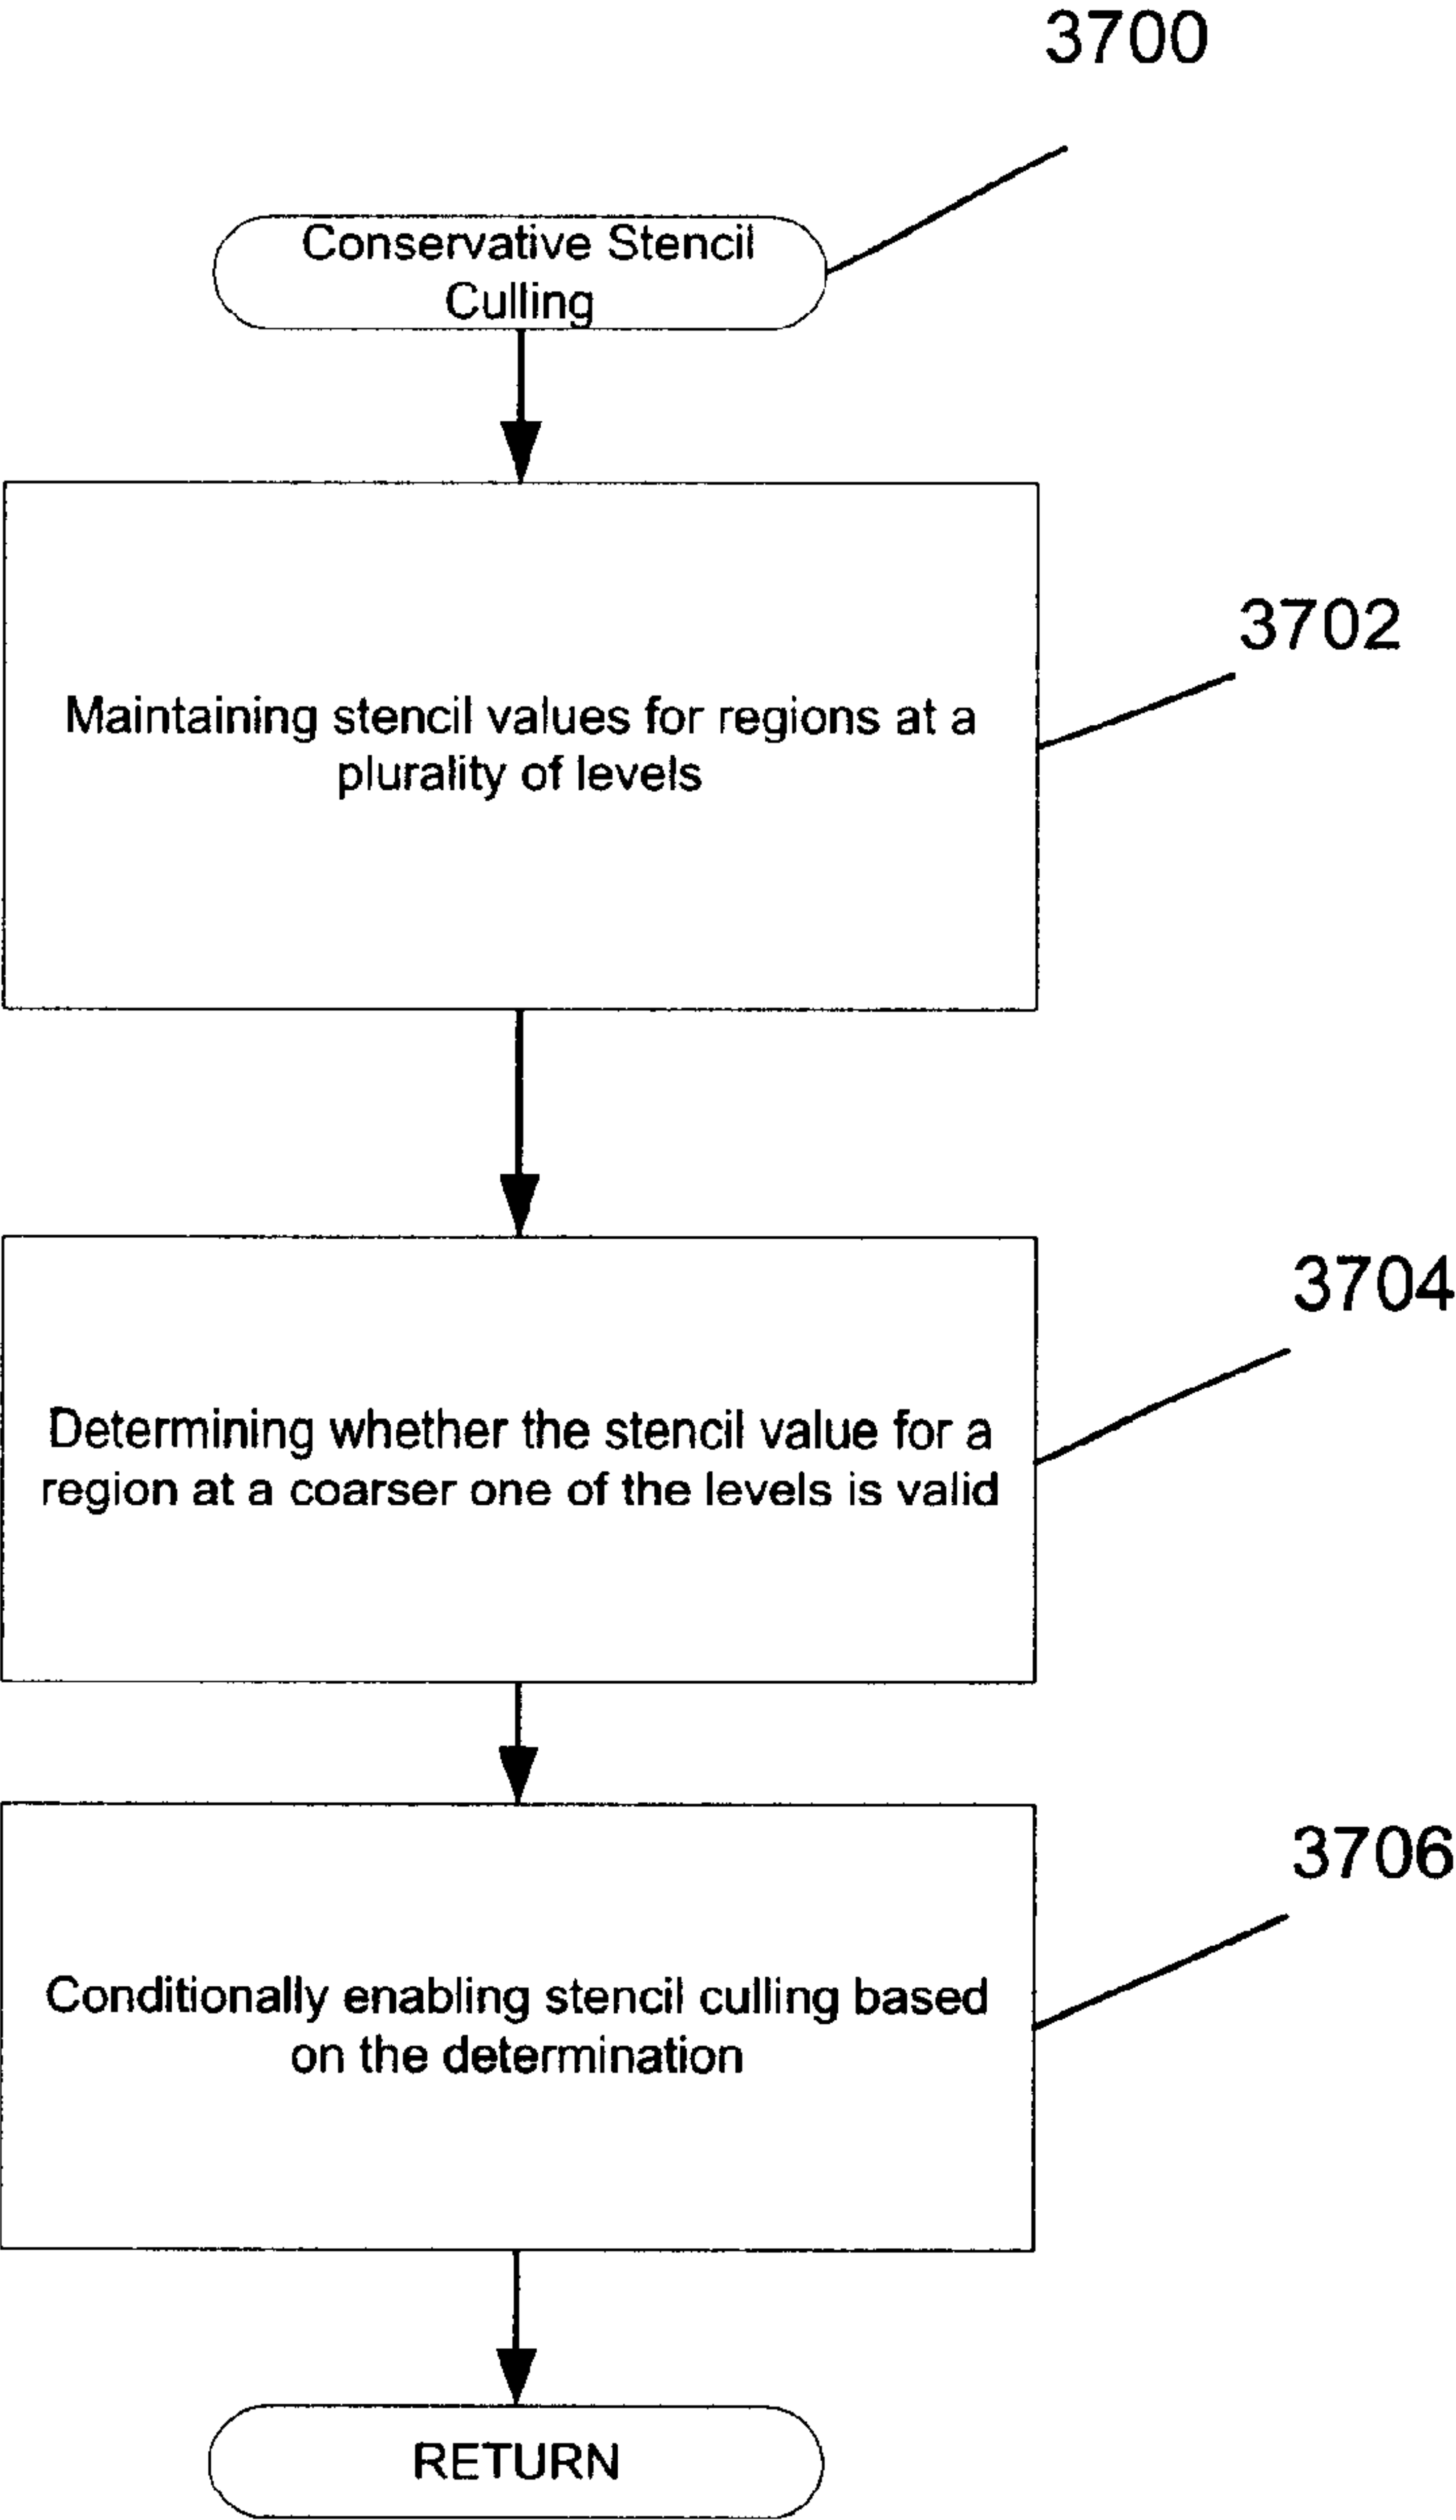 3700
Conservative Stencil
Culling
3702
Maintaining stencil values for regions at a
plurality of levels
3704
Determining whether the stencil value for a
region at a coarser one of the levels is valid
3706
Conditionally enabling stencil culling based
on the determination
RETURN